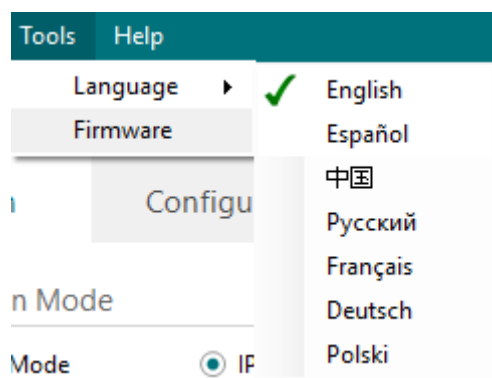 Tools Help
Language
Firmware
English
Español
中国
Русский
Français
Deutsch
Polski
Configu
n Mode
Mode
IP